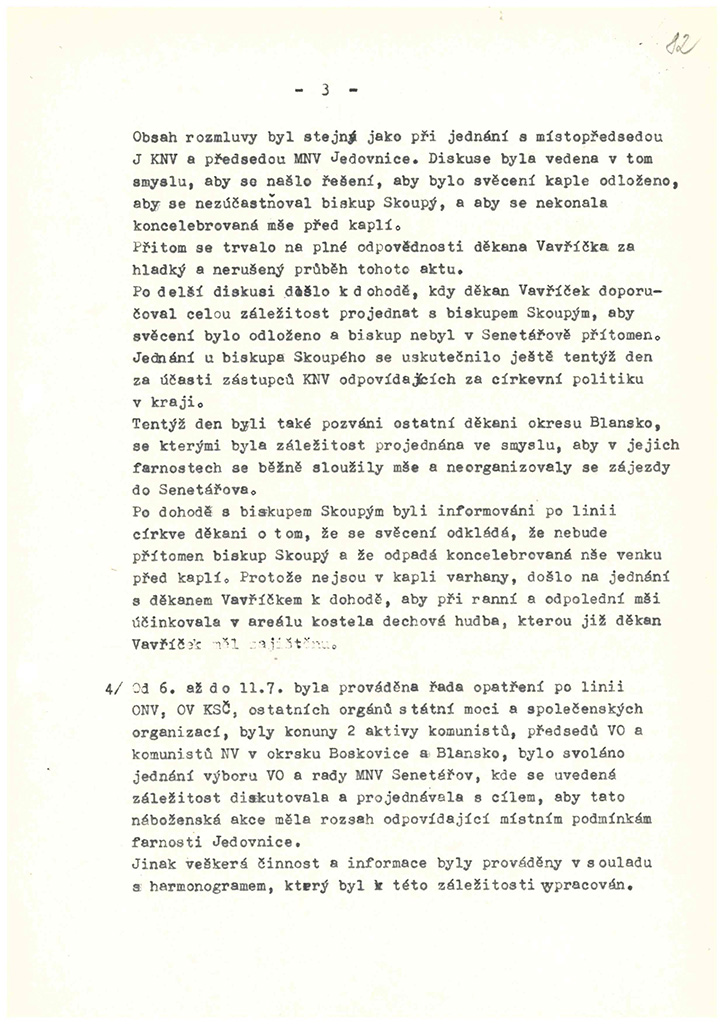 82
- 3 -
Obsah rozmluvy byl stejný jako při jednání s místopředsedou
J KNV a předsedou MNV Jedovnice. Diskuse byla vedena v tom
smyslu, aby se našlo řešení, aby bylo svěcení kaple odloženo,
aby se nezúčastňoval biskup Skoupý, a aby se nekonala
koncelebrovaná mše před kaplí.
Přitom se trvalo na plné odpovědnosti děkana Vavříčka za
hladký a nerušený průběh tohoto aktu.
Po delší diskusi došlo k dohodě, kdy děkan Vavříček doporu-
čoval celou záležitost projednat s biskupem Skoupým, aby
svěcení bylo odloženo a biskup nebyl v Senetářově přítomen.
Jednání u biskupa Skoupého se uskutečnilo ještě tentýž den
za účasti zástupců KNV odpovídajících za církevní politiku
v kraji.
Tentýž den byli také pozváni ostatní děkani okresu Blansko,
se kterými byla záležitost projednána ve smyslu, aby v jejich
farnostech se běžně sloužily mše a neorganizovaly se zájezdy
do Senetářova.
Po dohodě s biskupem Skoupým byli informováni po linii
církve děkani o tom, že se svěcení odkládá, že nebude
přítomen biskup Skoupý a že odpadá koncelebrovaná nše venku
před kaplí. Protože nejsou v kapli varhany, došlo na jednání
s děkanem Vavříčkem k dohodě, aby při ranní a odpolední mši
účinkovala v areálu kostela dechová hudba, kterou již děkan
Vavříček měl zajištěnu.
4/ Od 6. až do 11.7. byla prováděna řada opatření po linii
ONV, OV KSČ, ostatních orgánů státní moci a společenských
organizací, byly konuny 2 aktivy komunistů, předsedů VO a
komunistů NV v okrsku Boskovice a Blansko, bylo svoláno
jednání výboru VO a rady MNV Senetářov, kde se uvedená
záležitost diskutovala a projednávala s cílem, aby tato
náboženská akce měla rozsah odpovídající místním podmínkám
farnosti Jedovnice.
Jinak veškerá činnost a informace byly prováděny v souladu
s harmonogramem, který byl k této záležitosti vpracován.